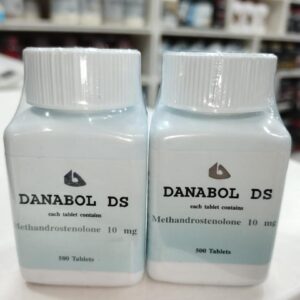 DANABOL DS
each tablet contains
Methandrostenolone 10 mg
500 Tablets
DANABOL DS
each tablet contains
Methandrostenolone 10 mg
500 Tablets